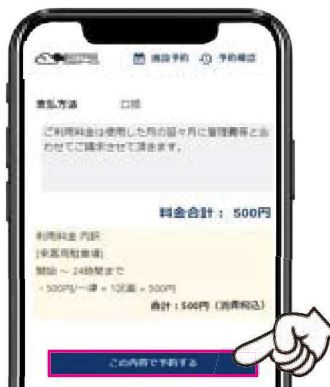 施設予約 予約確認
支払方法 口振
ご利用料金は使用した月の翌々月に管理費等と合
わせてご請求させて頂きます。
料金合計： 500円
利用料金 内訳
[来客用駐車場]
開始 ～ 24時間まで
・500円/一律 × 1区画 = 500円
合計：500円（消費税込）
この内容で予約する